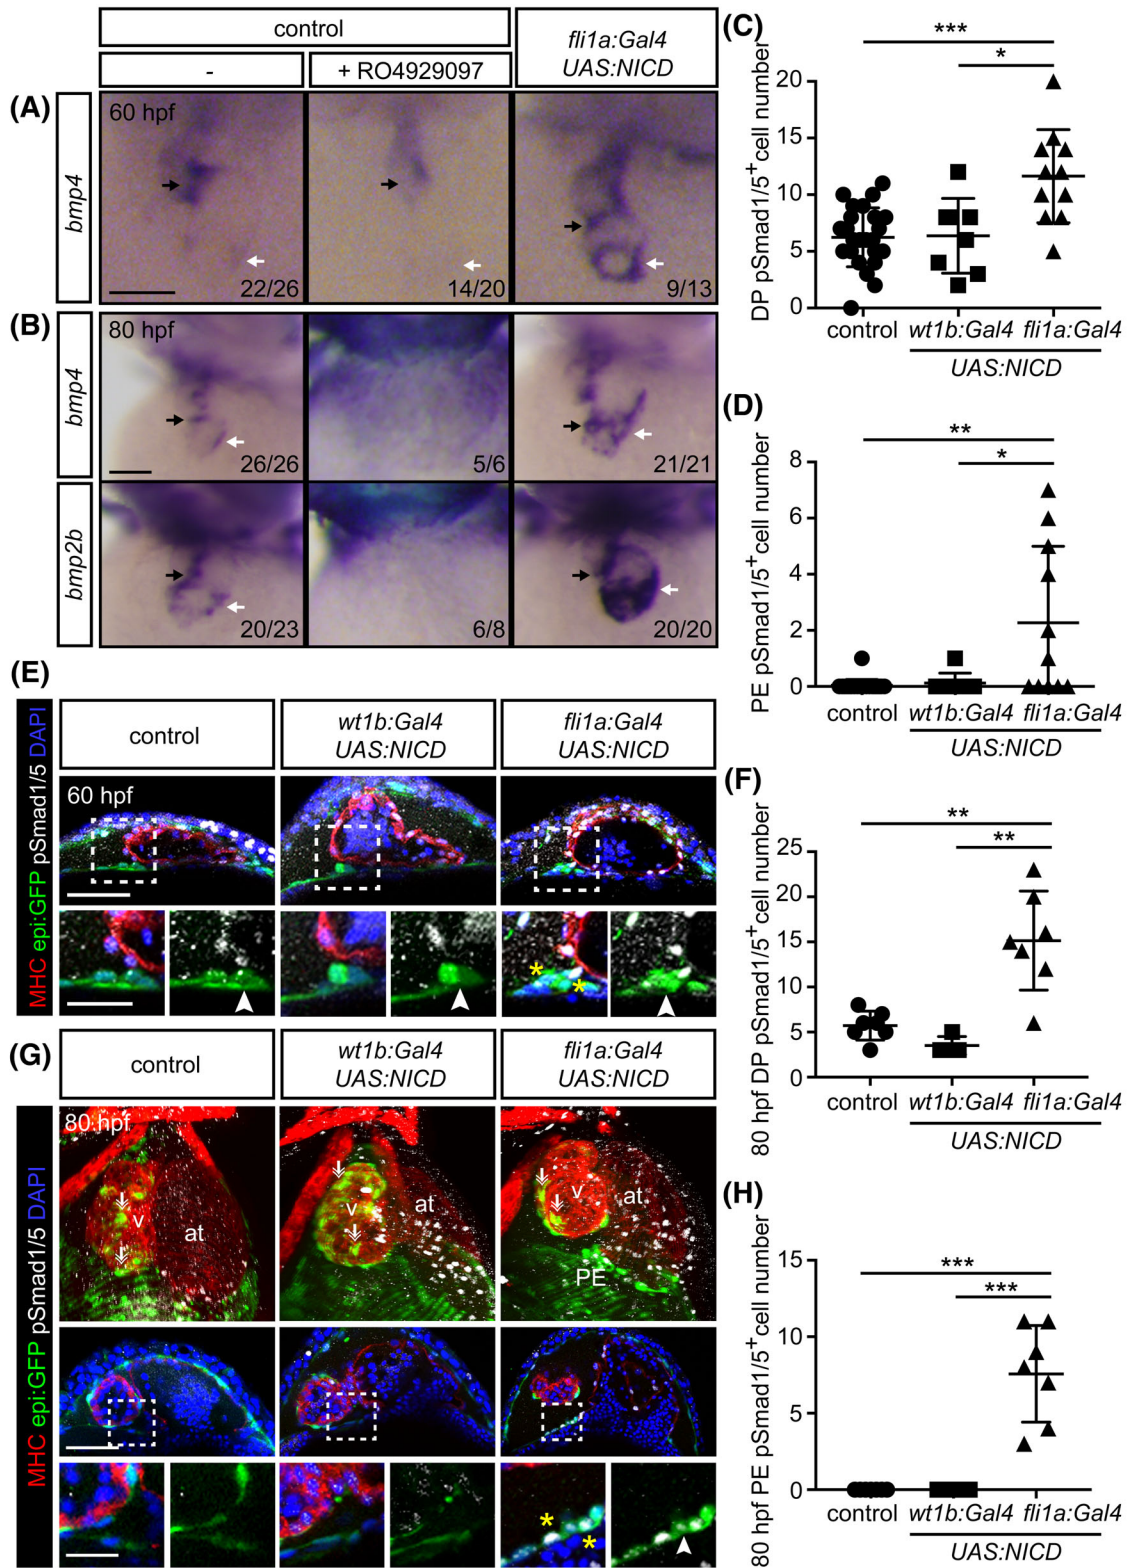 control
fli1a:Gal4
UAS:NICD
-
+ RO4929097
(A)
bmp4
60 hpf
22/26
14/20
9/13
(B)
bmp4
80 hpf
26/26
5/6
21/21
bmp2b
20/23
6/8
20/20
(C)
DP pSmad1/5+ cell number
20
15
10
5
0
***
*
control
wt1b:Gal4
fli1a:Gal4
UAS:NICD
(D)
PE pSmad1/5+ cell number
8
6
4
2
0
**
*
control
wt1b:Gal4
fli1a:Gal4
UAS:NICD
(E)
MHC epi:GFP pSmad1/5 DAPI
control
wt1b:Gal4
UAS:NICD
fli1a:Gal4
UAS:NICD
60 hpf
*
*
(F)
80 hpf DP pSmad1/5+ cell number
25
20
15
10
5
0
**
**
control
wt1b:Gal4
fli1a:Gal4
UAS:NICD
(G)
MHC epi:GFP pSmad1/5 DAPI
control
wt1b:Gal4
UAS:NICD
fli1a:Gal4
UAS:NICD
80 hpf
v
at
v
at
v
at
PE
*
*
(H)
80 hpf PE pSmad1/5+ cell number
15
10
5
0
***
***
control
wt1b:Gal4
fli1a:Gal4
UAS:NICD